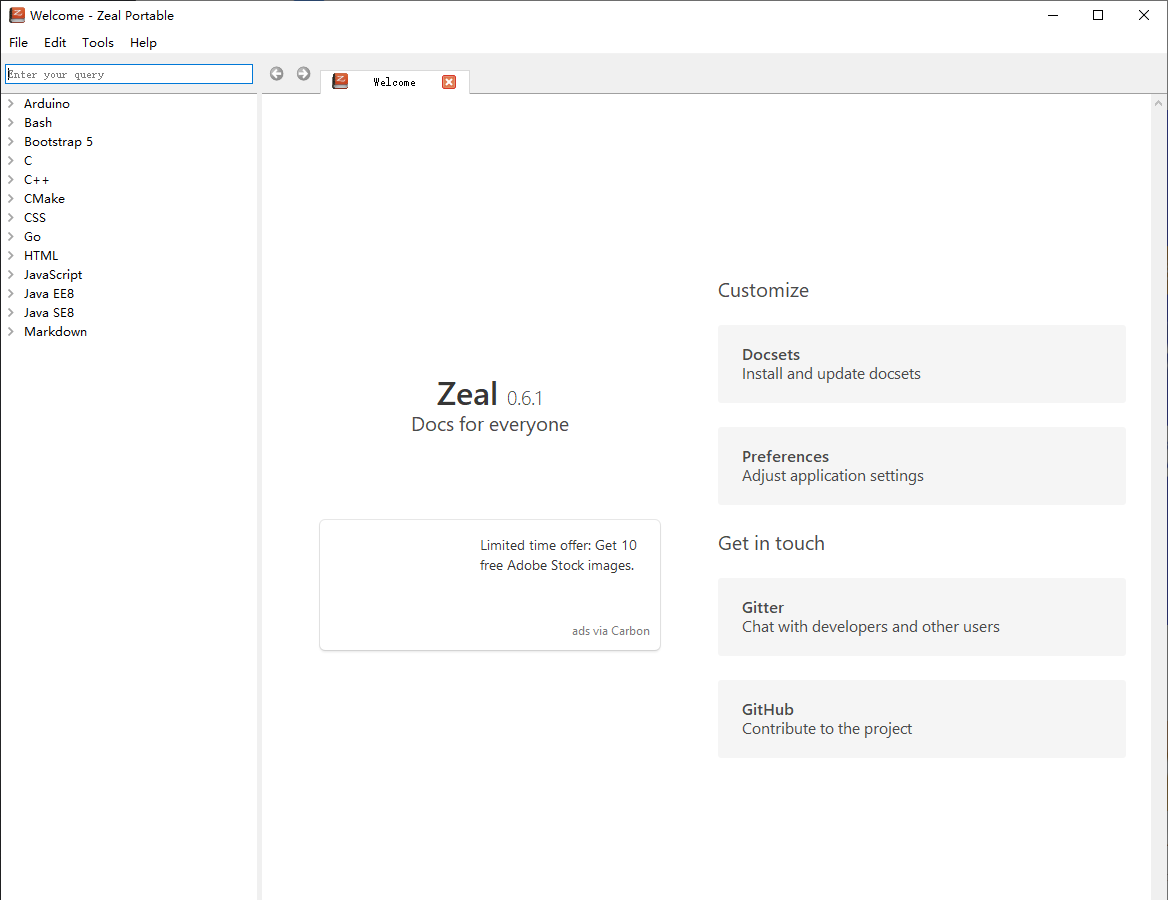 Welcome - Zeal Portable
File Edit Tools Help
Enter your query
Welcome
Arduino
Bash
Bootstrap 5
C
C++
CMake
CSS
Go
HTML
JavaScript
Java EE8
Java SE8
Markdown
Zeal 0.6.1
Docs for everyone
Limited time offer: Get 10
free Adobe Stock images.
ads via Carbon
Customize
Docsets
Install and update docsets
Preferences
Adjust application settings
Get in touch
Gitter
Chat with developers and other users
GitHub
Contribute to the project